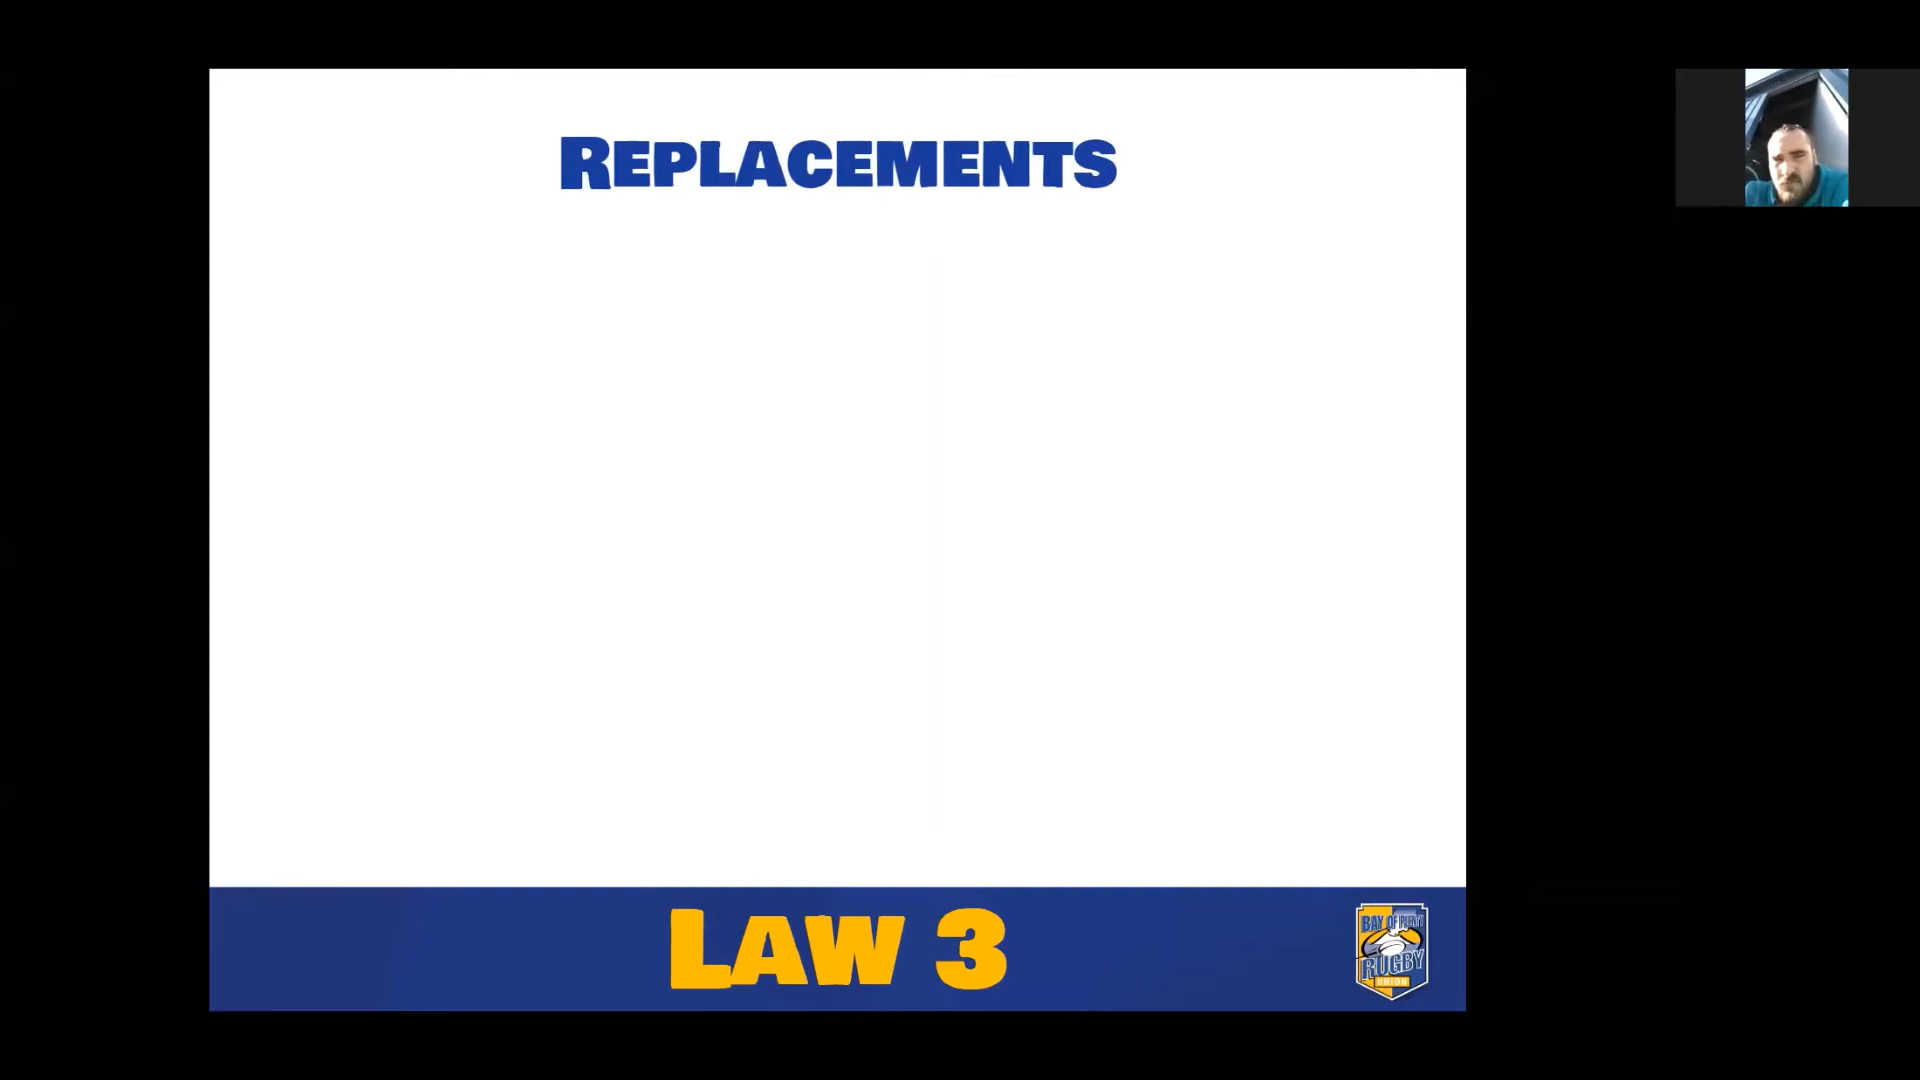 REPLACEMENTS
LAW 3
BAY OF PLENTY
RUGBY
UNION